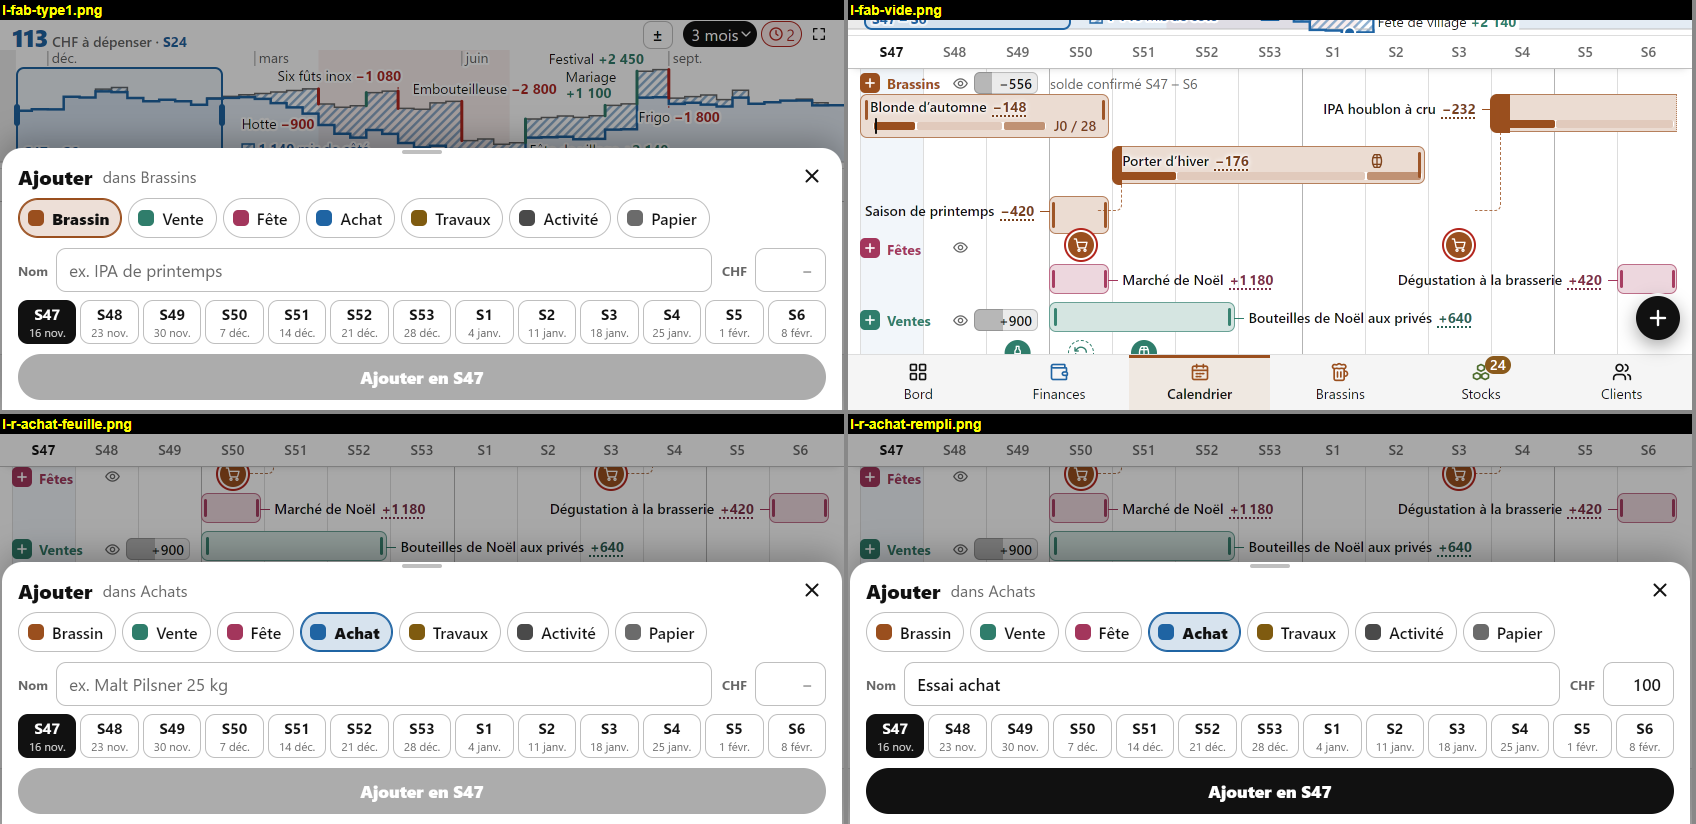 l-fab-type1.png
113 CHF à dépenser · S24
±
3 mois
2
déc.
mars
juin
sept.
Festival +2 450
Six fûts inox −1 080
Mariage
+1 100
Embouteilleuse −2 800
Hotte −900
Frigo −1 800
Ajouter dans Brassins
Brassin
Vente
Fête
Achat
Travaux
Activité
Papier
Nom
ex. IPA de printemps
CHF
–
S47 S48 S49 S50 S51 S52 S53 S1 S2 S3 S4 S5 S6
16 nov. 23 nov. 30 nov. 7 déc. 14 déc. 21 déc. 28 déc. 4 janv. 11 janv. 18 janv. 25 janv. 1 févr. 8 févr.
Ajouter en S47
l-fab-vide.png
Fête de village +2 140
S47 S48 S49 S50 S51 S52 S53 S1 S2 S3 S4 S5 S6
Brassins
−556
solde confirmé S47 – S6
Blonde d'automne −148
J0 / 28
IPA houblon à cru −232
Porter d'hiver −176
Saison de printemps −420
Fêtes
Marché de Noël +1 180
Dégustation à la brasserie +420
Ventes
+900
Bouteilles de Noël aux privés +640
Bord
Finances
Calendrier
Brassins
24
Stocks
Clients
l-r-achat-feuille.png
S47 S48 S49 S50 S51 S52 S53 S1 S2 S3 S4 S5 S6
Fêtes
Marché de Noël +1 180
Dégustation à la brasserie +420
Ventes
+900
Bouteilles de Noël aux privés +640
Ajouter dans Achats
Brassin
Vente
Fête
Achat
Travaux
Activité
Papier
Nom
ex. Malt Pilsner 25 kg
CHF
–
S47 S48 S49 S50 S51 S52 S53 S1 S2 S3 S4 S5 S6
16 nov. 23 nov. 30 nov. 7 déc. 14 déc. 21 déc. 28 déc. 4 janv. 11 janv. 18 janv. 25 janv. 1 févr. 8 févr.
Ajouter en S47
l-r-achat-rempli.png
S47 S48 S49 S50 S51 S52 S53 S1 S2 S3 S4 S5 S6
Fêtes
Marché de Noël +1 180
Dégustation à la brasserie +420
Ventes
+900
Bouteilles de Noël aux privés +640
Ajouter dans Achats
Brassin
Vente
Fête
Achat
Travaux
Activité
Papier
Nom
Essai achat
CHF
100
S47 S48 S49 S50 S51 S52 S53 S1 S2 S3 S4 S5 S6
16 nov. 23 nov. 30 nov. 7 déc. 14 déc. 21 déc. 28 déc. 4 janv. 11 janv. 18 janv. 25 janv. 1 févr. 8 févr.
Ajouter en S47